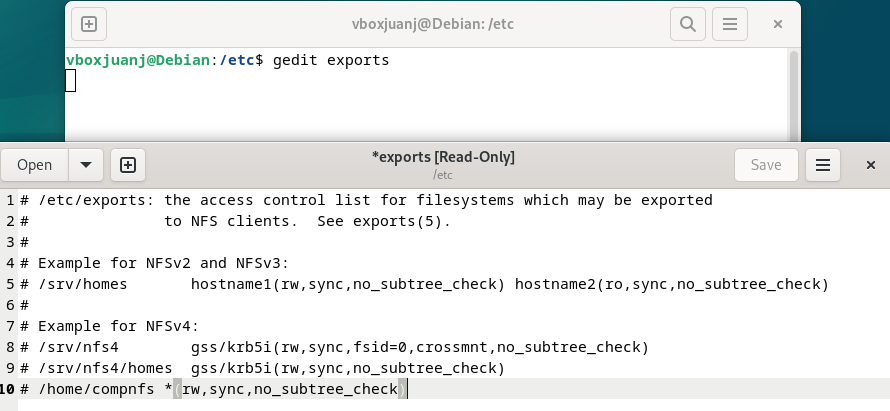 vboxjuanj@Debian: /etc
vboxjuanj@Debian:/etc$ gedit exports
Open
*exports [Read-Only]
/etc
Save
1 # /etc/exports: the access control list for filesystems which may be exported
2 #               to NFS clients.  See exports(5).
3 #
4 # Example for NFSv2 and NFSv3:
5 # /srv/homes       hostname1(rw,sync,no_subtree_check) hostname2(ro,sync,no_subtree_check)
6 #
7 # Example for NFSv4:
8 # /srv/nfs4        gss/krb5i(rw,sync,fsid=0,crossmnt,no_subtree_check)
9 # /srv/nfs4/homes  gss/krb5i(rw,sync,no_subtree_check)
10 # /home/compnfs *(rw,sync,no_subtree_check)